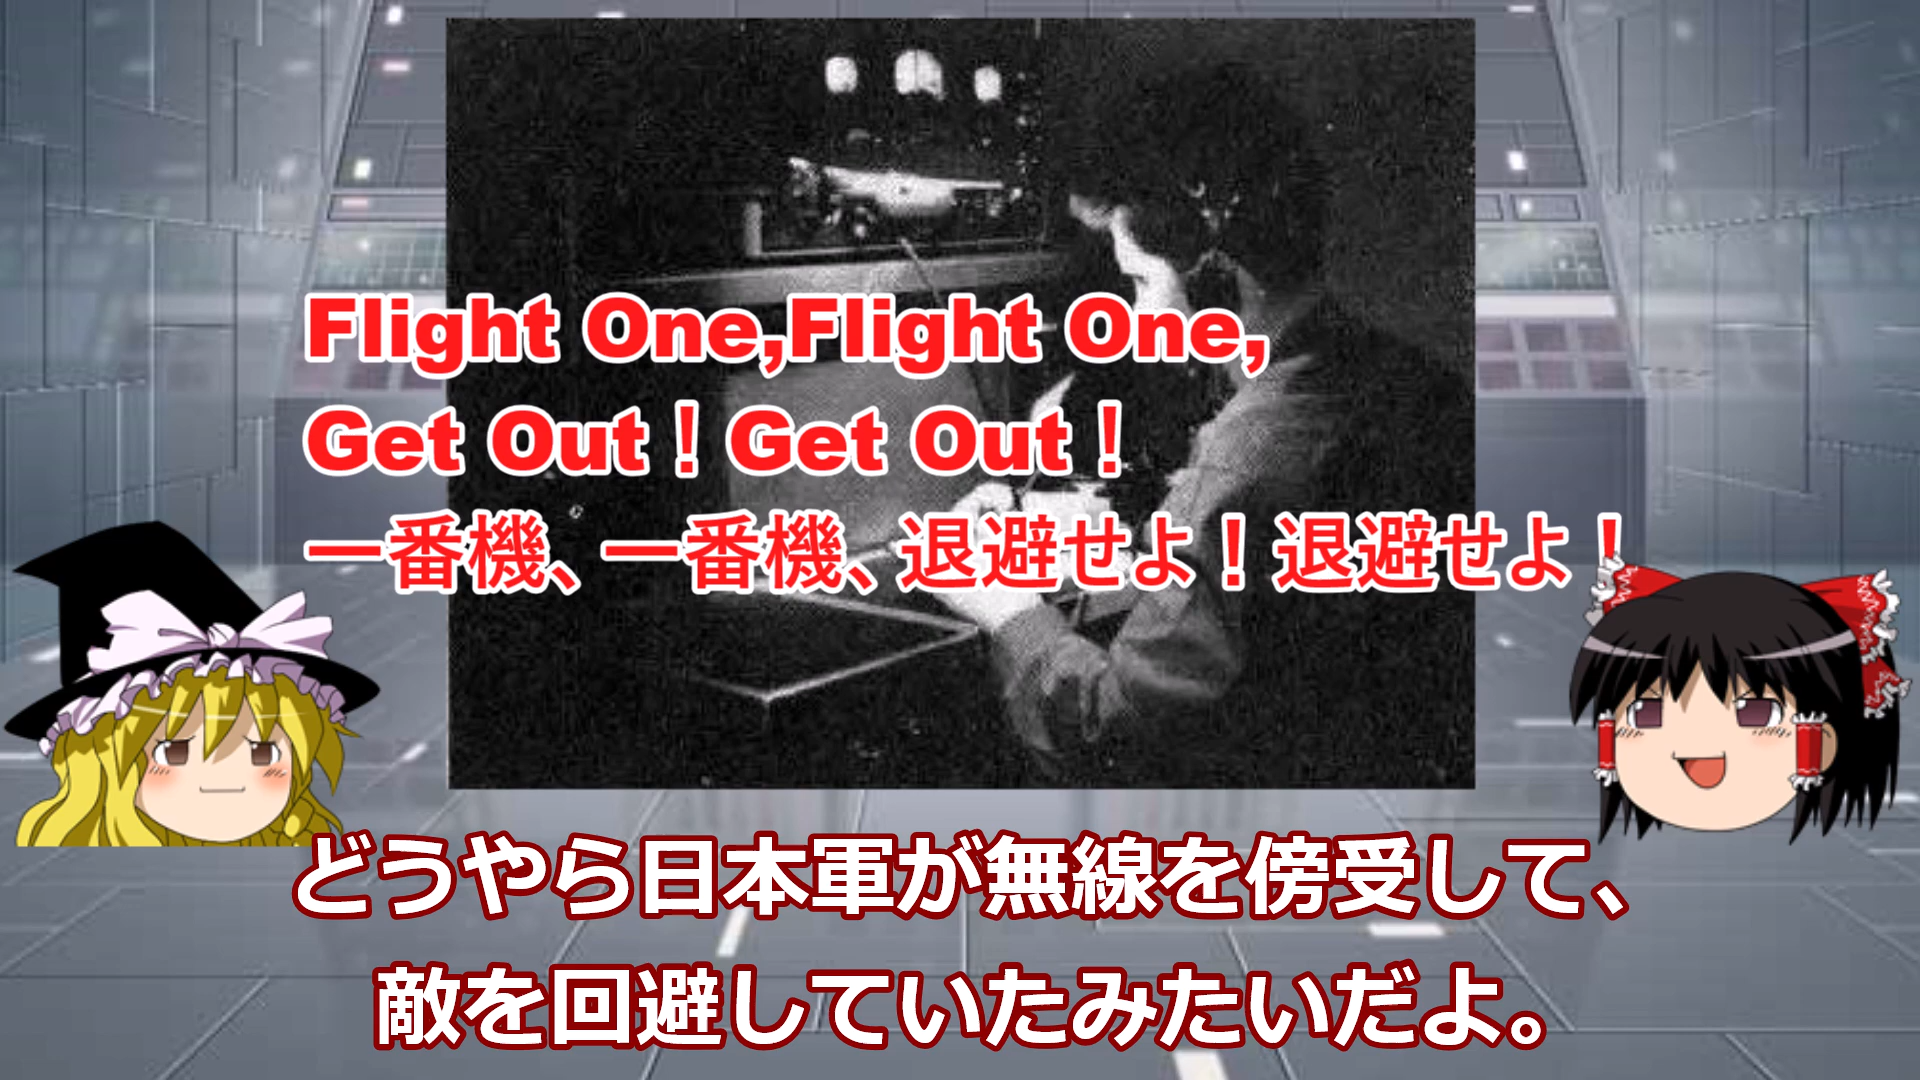 Flight One,Flight One,
Get Out！Get Out！
一番機、一番機、退避せよ！退避せよ！
どうやら日本軍が無線を傍受して、
敵を回避していたみたいだよ。